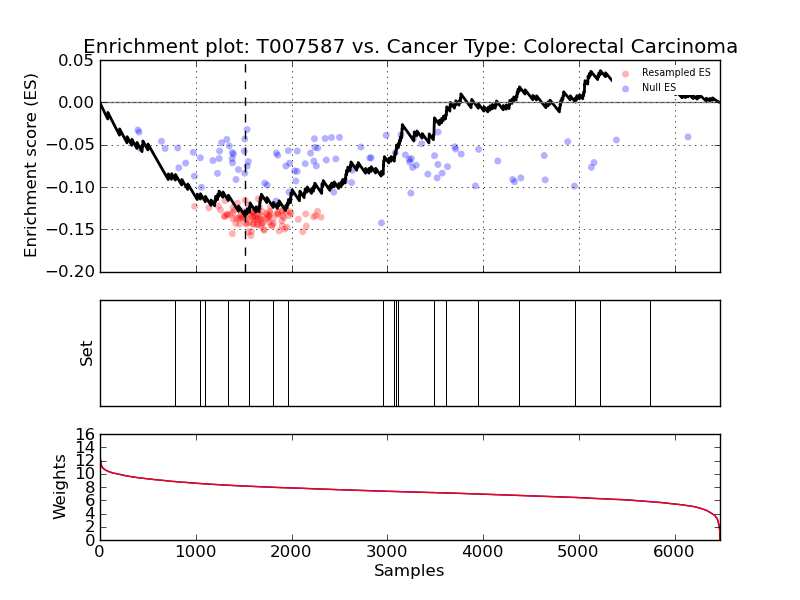 Enrichment plot: T007587 vs. Cancer Type: Colorectal Carcinoma
0.05
0.00
−0.05
−0.10
−0.15
−0.20
Enrichment score (ES)
Resampled ES
Null ES
Set
16
14
12
10
8
6
4
2
0
Weights
0 1000 2000 3000 4000 5000 6000
Samples